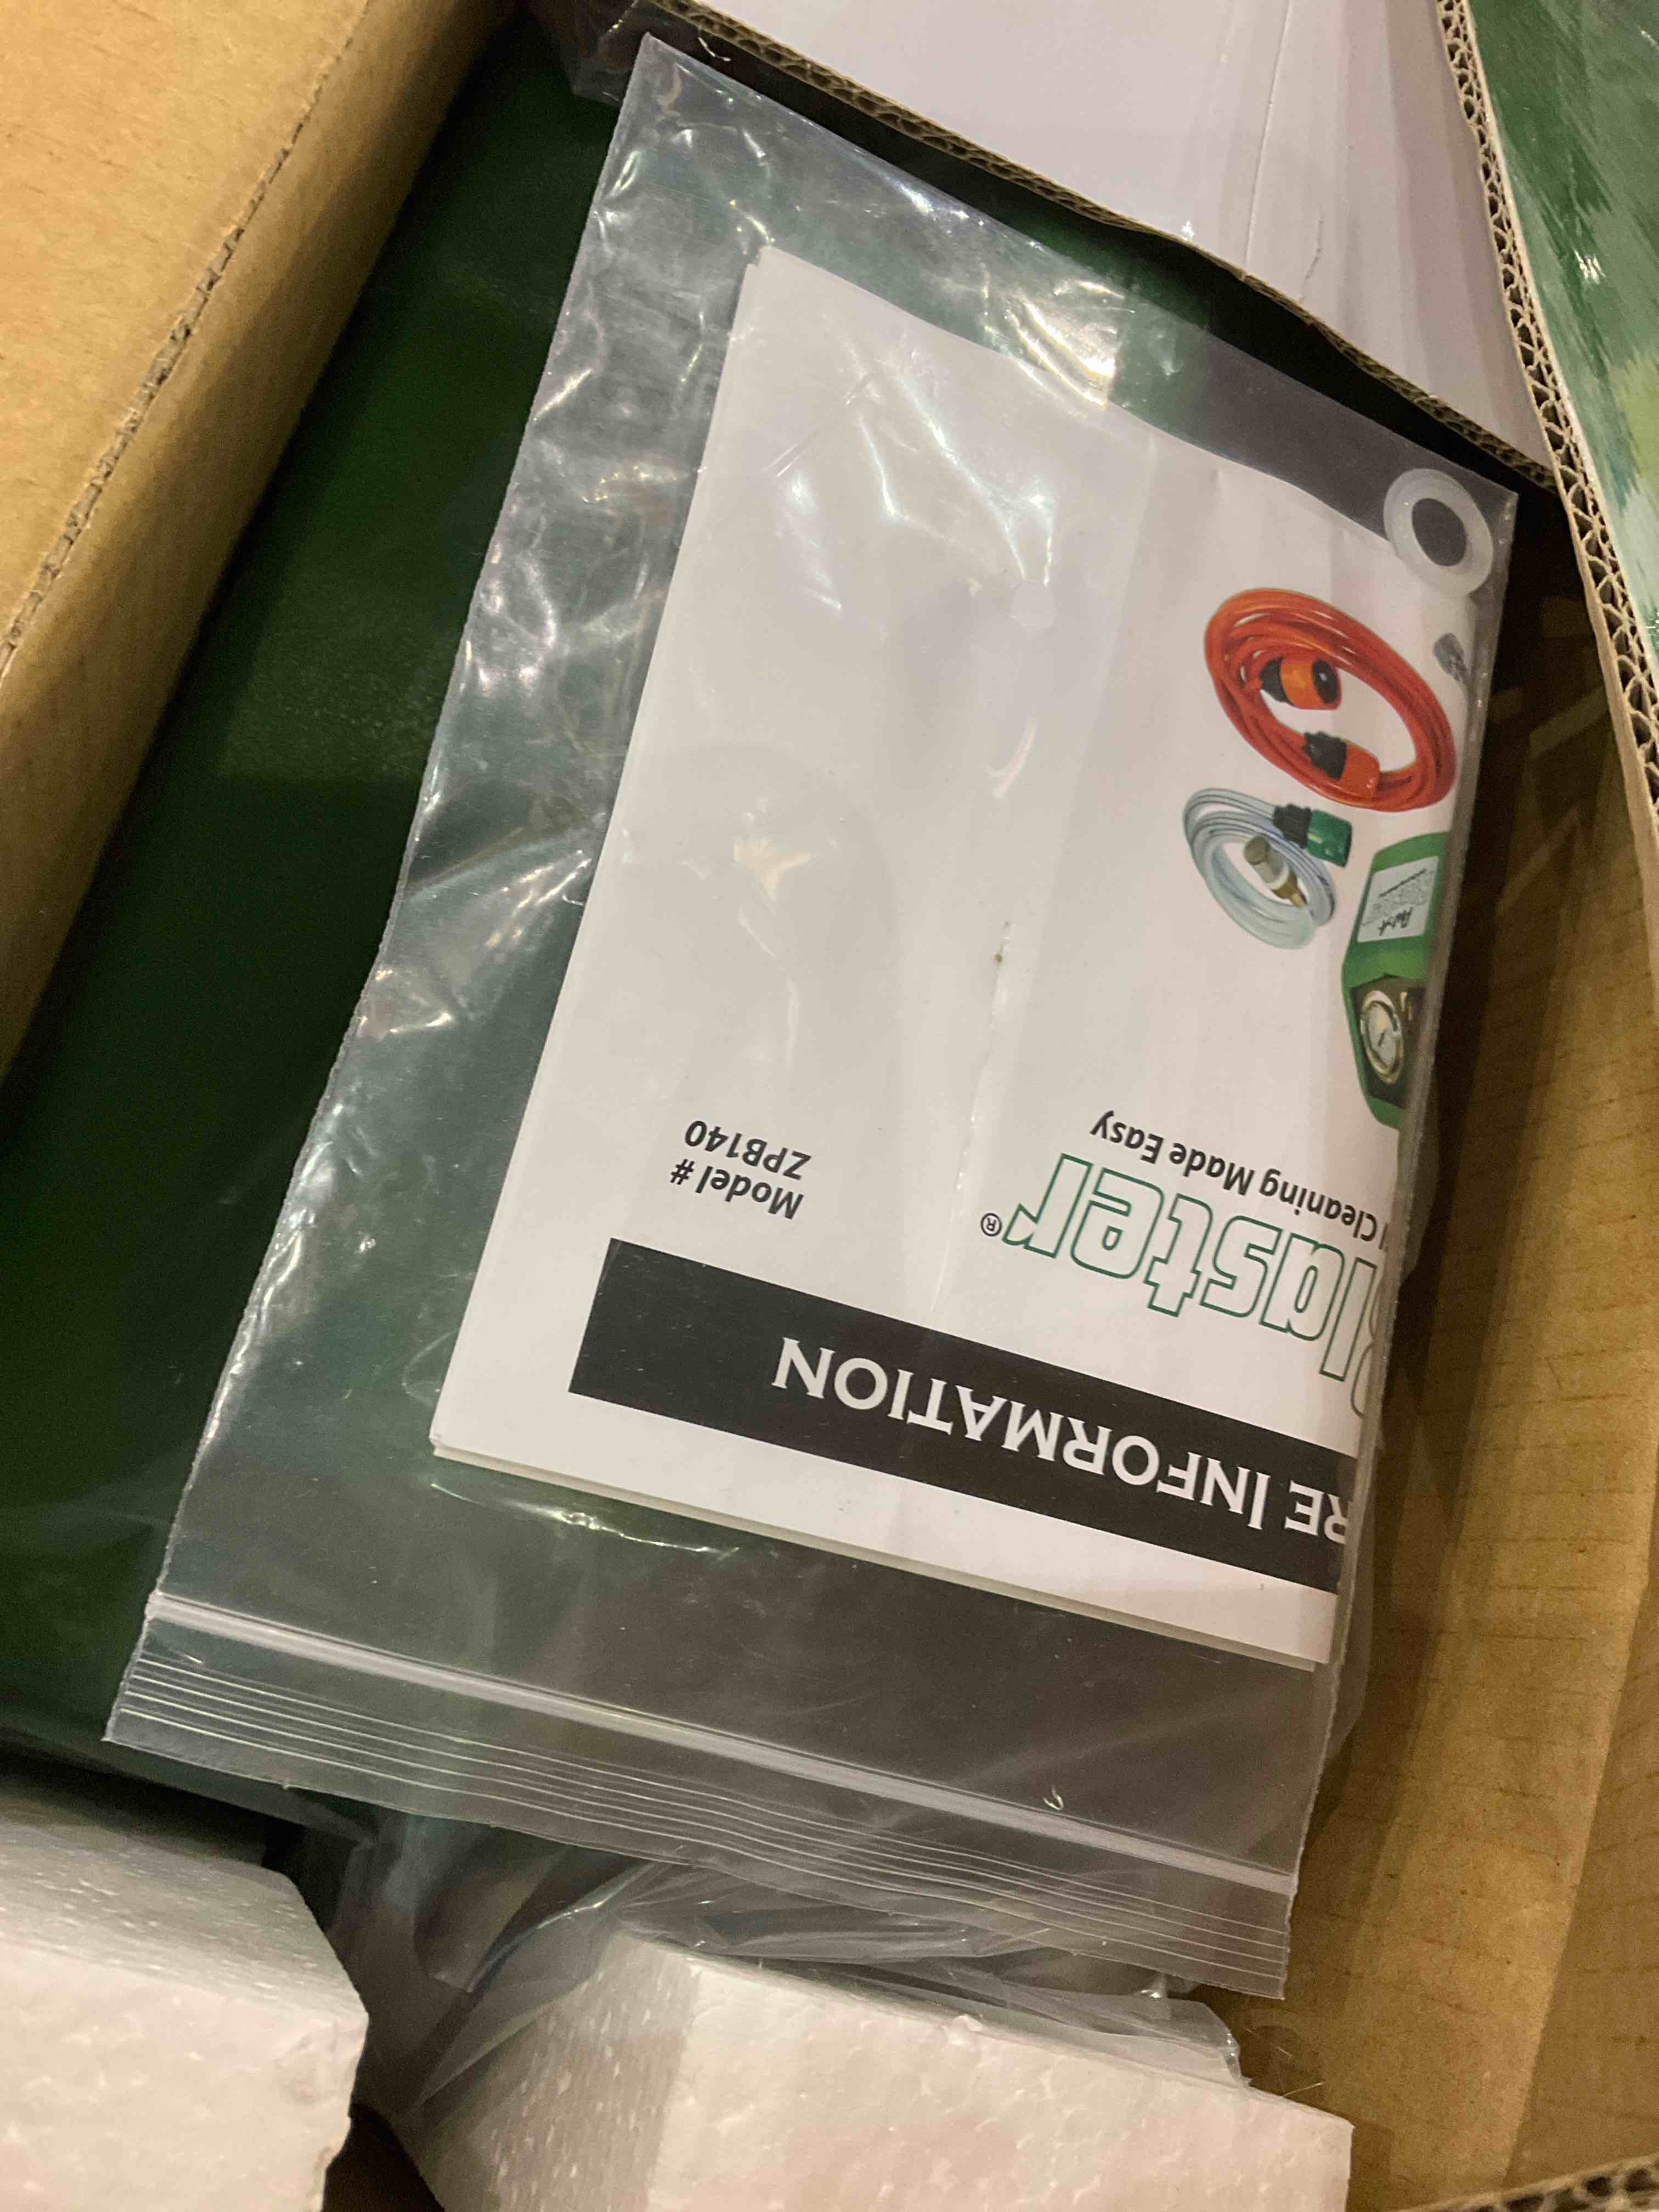 RE INFORMATION
Model #
ZPB140
laster®
Cleaning Made Easy